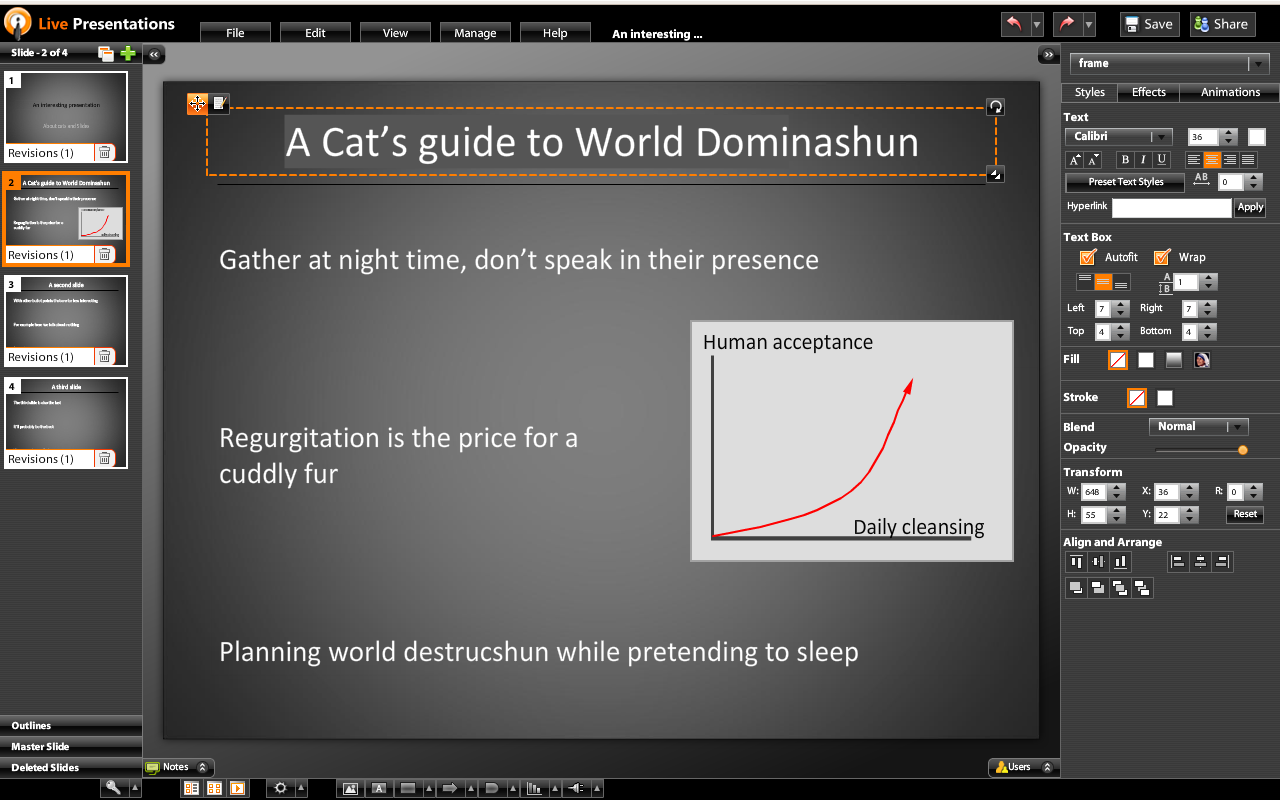 Live Presentations
File
Edit
View
Manage
Help
An interesting ...
Save
Share
Slide - 2 of 4
1
An interesting presentation
About cats and Slides
Revisions (1)
2
A Cat's guide to World Dominashun
Gather at night time, don't speak in their presence
Regurgitation is the price for a
cuddly fur
Revisions (1)
3
A second slide
Revisions (1)
4
A third slide
Revisions (1)
Outlines
Master Slide
Deleted Slides
A Cat's guide to World Dominashun
Gather at night time, don't speak in their presence
Human acceptance
Regurgitation is the price for a
cuddly fur
Daily cleansing
Planning world destrucshun while pretending to sleep
Notes
Users
frame
Styles
Effects
Animations
Text
Calibri
36
A A B I U
Preset Text Styles
AB
0
Hyperlink
Apply
Text Box
Autofit
Wrap
A
B
1
Left 7 Right 7
Top 4 Bottom 4
Fill
Stroke
Blend Normal
Opacity
Transform
W: 648 X: 36 R: 0
H: 55 Y: 22 Reset
Align and Arrange
A